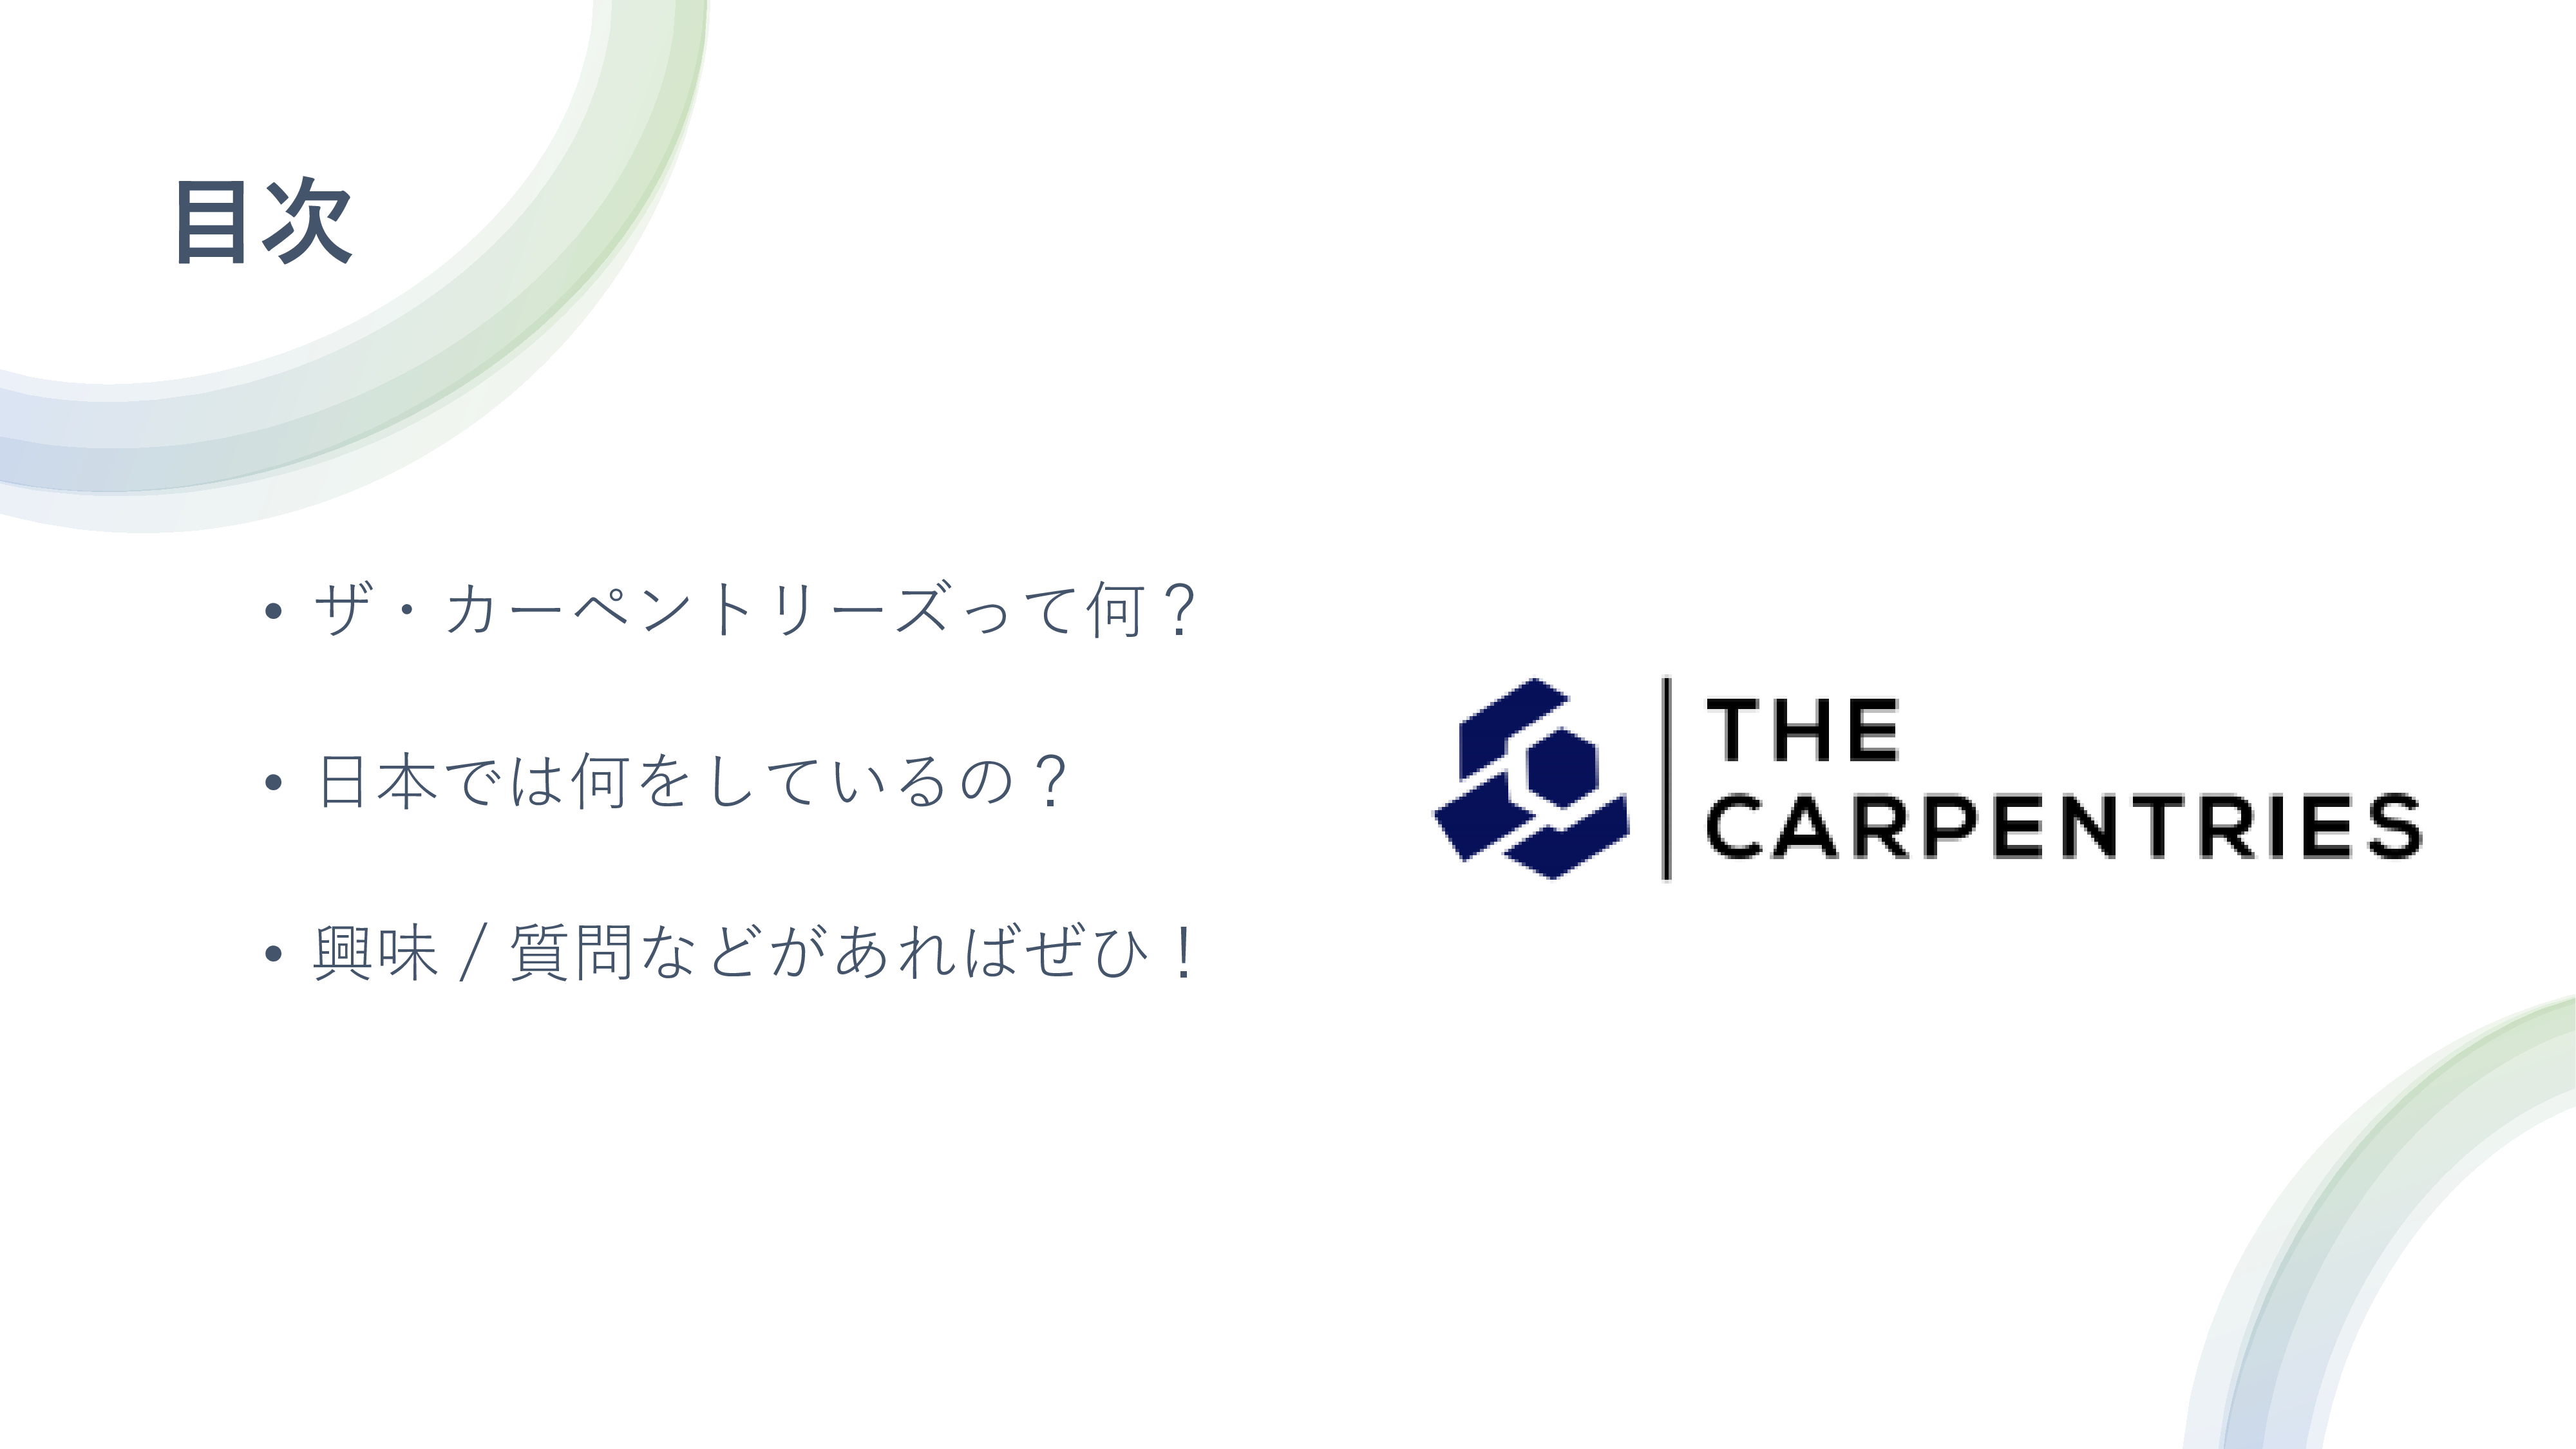 目次
• ザ・カーペントリーズって何？
• 日本では何をしているの？
• 興味 / 質問などがあればぜひ！
THE
CARPENTRIES